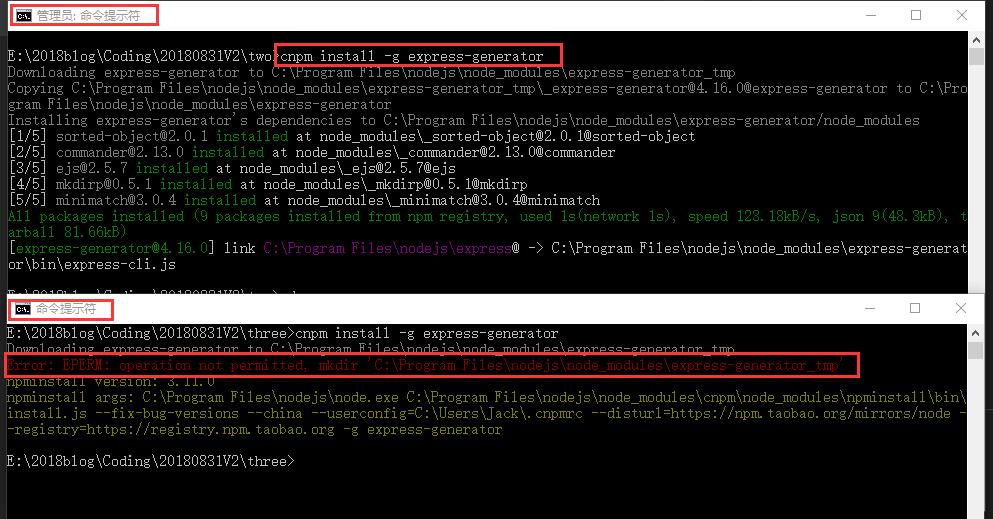 管理员: 命令提示符
E:\2018blog\Coding\20180831V2\two>cnpm install -g express-generator
Downloading express-generator to C:\Program Files\nodejs\node_modules\express-generator_tmp
Copying C:\Program Files\nodejs\node_modules\express-generator_tmp\_express-generator@4.16.0@express-generator to C:\Pro
gram Files\nodejs\node_modules\express-generator
Installing express-generator's dependencies to C:\Program Files\nodejs\node_modules\express-generator/node_modules
[1/5] sorted-object@2.0.1 installed at node_modules\_sorted-object@2.0.1@sorted-object
[2/5] commander@2.13.0 installed at node_modules\_commander@2.13.0@commander
[3/5] ejs@2.5.7 installed at node_modules\_ejs@2.5.7@ejs
[4/5] mkdirp@0.5.1 installed at node_modules\_mkdirp@0.5.1@mkdirp
[5/5] minimatch@3.0.4 installed at node_modules\_minimatch@3.0.4@minimatch
All packages installed (9 packages installed from npm registry, used 1s(network 1s), speed 123.18kB/s, json 9(48.3kB), t
arball 81.66kB)
[express-generator@4.16.0] link C:\Program Files\nodejs\express@ -> C:\Program Files\nodejs\node_modules\express-generat
or\bin\express-cli.js
命令提示符
E:\2018blog\Coding\20180831V2\three>cnpm install -g express-generator
Downloading express-generator to C:\Program Files\nodejs\node_modules\express-generator_tmp
Error: EPERM: operation not permitted, mkdir 'C:\Program Files\nodejs\node_modules\express-generator_tmp'
npminstall version: 3.11.0
npminstall args: C:\Program Files\nodejs\node.exe C:\Program Files\nodejs\node_modules\cnpm\node_modules\npminstall\bin\
install.js --fix-bug-versions --china --userconfig=C:\Users\Jack\.cnpmrc --disturl=https://npm.taobao.org/mirrors/node -
-registry=https://registry.npm.taobao.org -g express-generator
E:\2018blog\Coding\20180831V2\three>